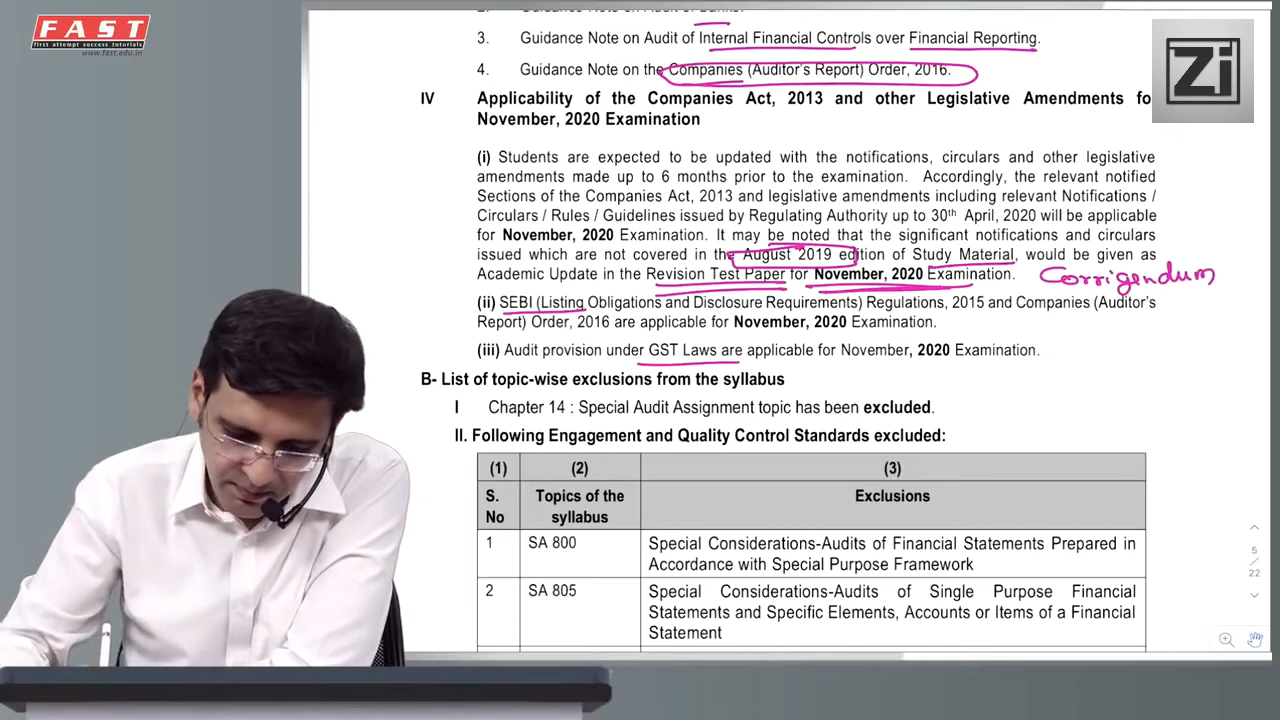 FAST
first attempt success tutorials
www.fast.edu.in
Zi
2. Guidance Note on Audit of Banks.
3. Guidance Note on Audit of Internal Financial Controls over Financial Reporting.
4. Guidance Note on the Companies (Auditor's Report) Order, 2016.
IV Applicability of the Companies Act, 2013 and other Legislative Amendments fo
November, 2020 Examination
(i) Students are expected to be updated with the notifications, circulars and other legislative
amendments made up to 6 months prior to the examination. Accordingly, the relevant notified
Sections of the Companies Act, 2013 and legislative amendments including relevant Notifications /
Circulars / Rules / Guidelines issued by Regulating Authority up to 30th April, 2020 will be applicable
for November, 2020 Examination. It may be noted that the significant notifications and circulars
issued which are not covered in the August 2019 edition of Study Material, would be given as
Academic Update in the Revision Test Paper for November, 2020 Examination. Corrigendum
(ii) SEBI (Listing Obligations and Disclosure Requirements) Regulations, 2015 and Companies (Auditor's
Report) Order, 2016 are applicable for November, 2020 Examination.
(iii) Audit provision under GST Laws are applicable for November, 2020 Examination.
B- List of topic-wise exclusions from the syllabus
I Chapter 14 : Special Audit Assignment topic has been excluded.
II. Following Engagement and Quality Control Standards excluded:
(1) (2) (3)
S. No Topics of the syllabus Exclusions
1 SA 800 Special Considerations-Audits of Financial Statements Prepared in
Accordance with Special Purpose Framework
2 SA 805 Special Considerations-Audits of Single Purpose Financial
Statements and Specific Elements, Accounts or Items of a Financial
Statement
5
/
22